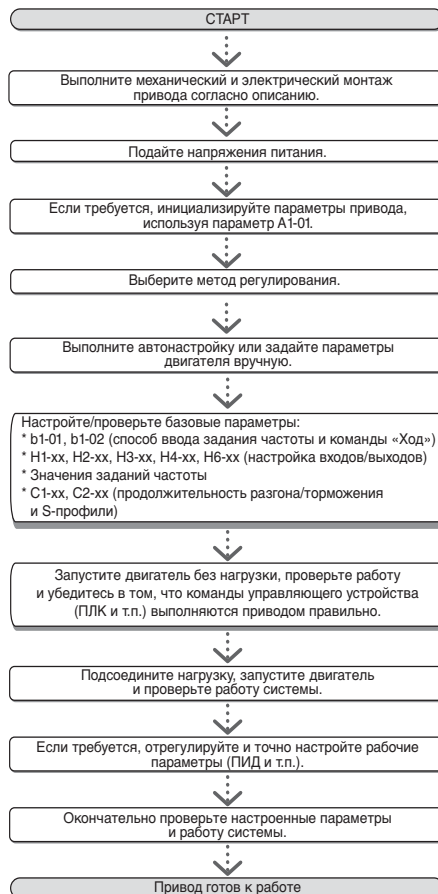 СТАРТ
Выполните механический и электрический монтаж
привода согласно описанию.
Подайте напряжения питания.
Если требуется, инициализируйте параметры привода,
используя параметр A1-01.
Выберите метод регулирования.
Выполните автонастройку или задайте параметры
двигателя вручную.
Настройте/проверьте базовые параметры:
* b1-01, b1-02 (способ ввода задания частоты и команды «Ход»)
* H1-xx, H2-xx, H3-xx, H4-xx, H6-xx (настройка входов/выходов)
* Значения заданий частоты
* C1-xx, C2-xx (продолжительность разгона/торможения
и S-профили)
Запустите двигатель без нагрузки, проверьте работу
и убедитесь в том, что команды управляющего устройства
(ПЛК и т.п.) выполняются приводом правильно.
Подсоедините нагрузку, запустите двигатель
и проверьте работу системы.
Если требуется, отрегулируйте и точно настройте рабочие
параметры (ПИД и т.п.).
Окончательно проверьте настроенные параметры
и работу системы.
Привод готов к работе